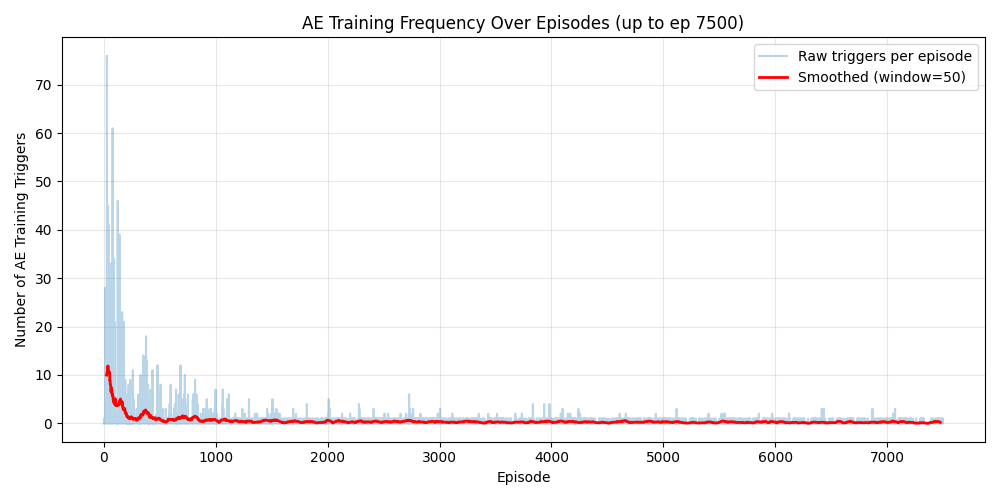 AE Training Frequency Over Episodes (up to ep 7500)
Raw triggers per episode
Smoothed (window=50)
Number of AE Training Triggers
70
60
50
40
30
20
10
0
0 1000 2000 3000 4000 5000 6000 7000
Episode